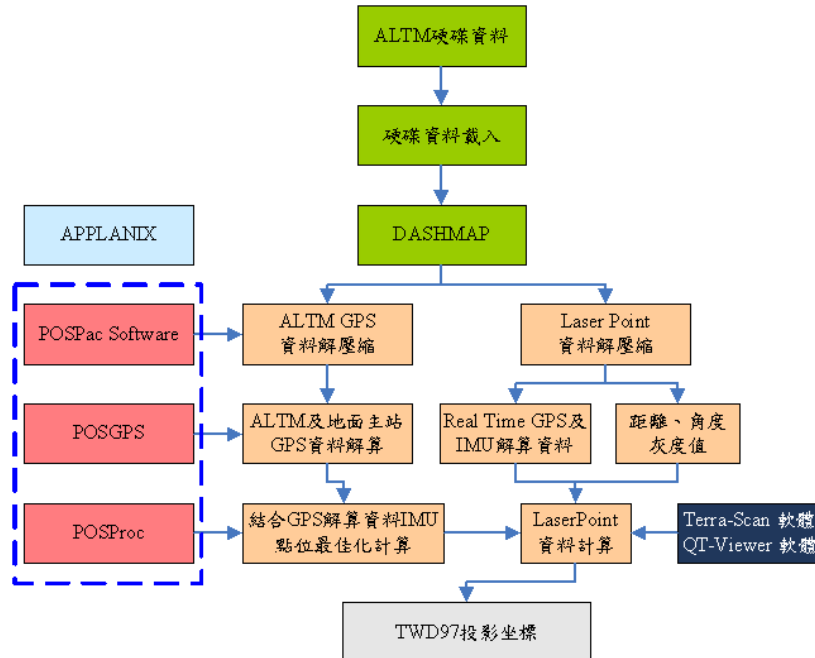 ALTM硬碟資料
硬碟資料載入
APPLANIX
DASHMAP
POSPac Software
ALTM GPS
資料解壓縮
Laser Point
資料解壓縮
POSGPS
ALTM及地面主站
GPS資料解算
Real Time GPS及
IMU解算資料
距離、角度
灰度值
POSProc
結合GPS解算資料IMU
點位最佳化計算
LaserPoint
資料計算
Terra-Scan 軟體
QT-Viewer 軟體
TWD97投影坐標